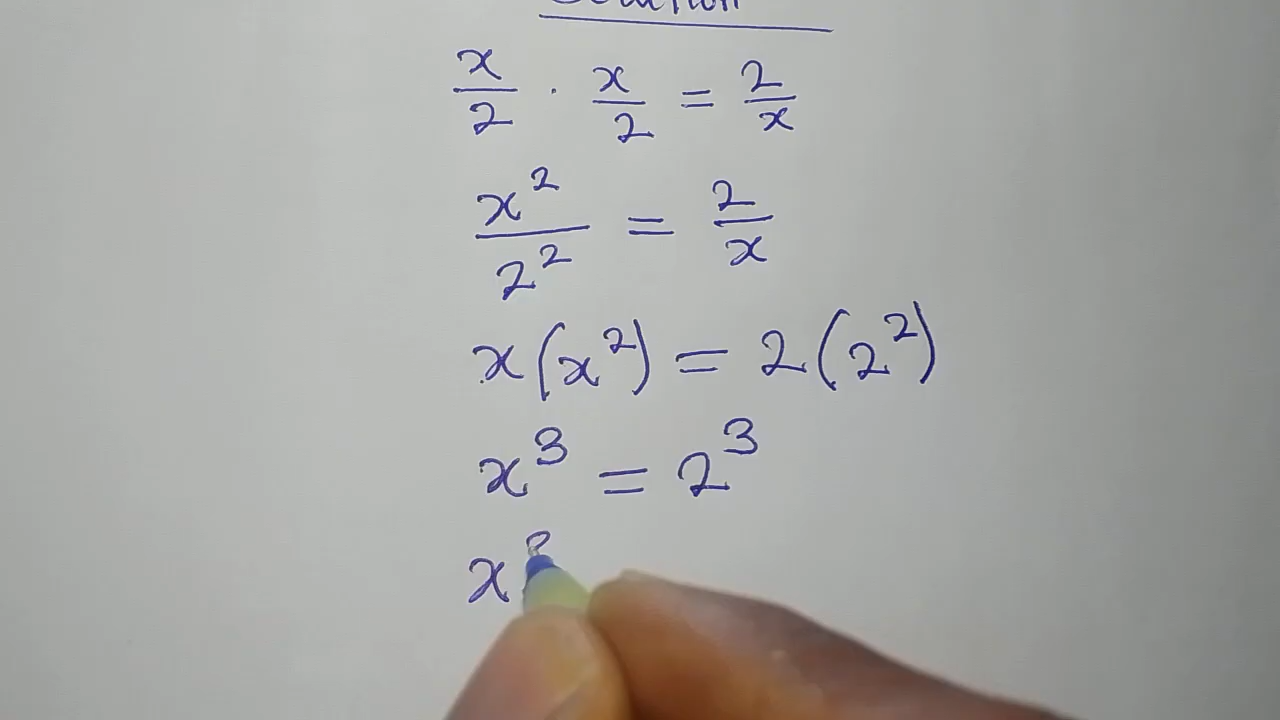 x/2 · x/2 = 2/x
x²/2² = 2/x
x(x²) = 2(2²)
x³ = 2³
x